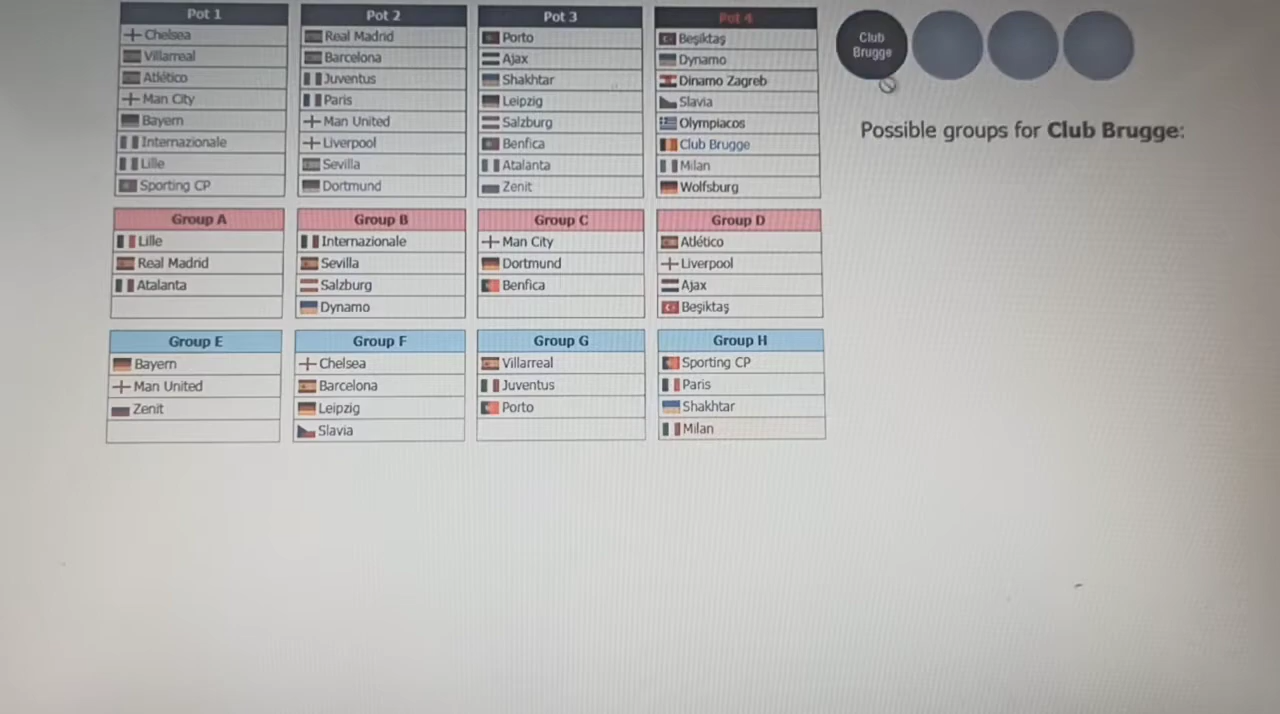 Pot 1
Chelsea
Villarreal
Atlético
Man City
Bayern
Internazionale
Lille
Sporting CP
Pot 2
Real Madrid
Barcelona
Juventus
Paris
Man United
Liverpool
Sevilla
Dortmund
Pot 3
Porto
Ajax
Shakhtar
Leipzig
Salzburg
Benfica
Atalanta
Zenit
Pot 4
Beşiktaş
Dynamo
Dinamo Zagreb
Slavia
Olympiacos
Club Brugge
Milan
Wolfsburg
Club
Brugge
Possible groups for Club Brugge:
Group A
Lille
Real Madrid
Atalanta
Group B
Internazionale
Sevilla
Salzburg
Dynamo
Group C
Man City
Dortmund
Benfica
Group D
Atlético
Liverpool
Ajax
Beşiktaş
Group E
Bayern
Man United
Zenit
Group F
Chelsea
Barcelona
Leipzig
Slavia
Group G
Villarreal
Juventus
Porto
Group H
Sporting CP
Paris
Shakhtar
Milan